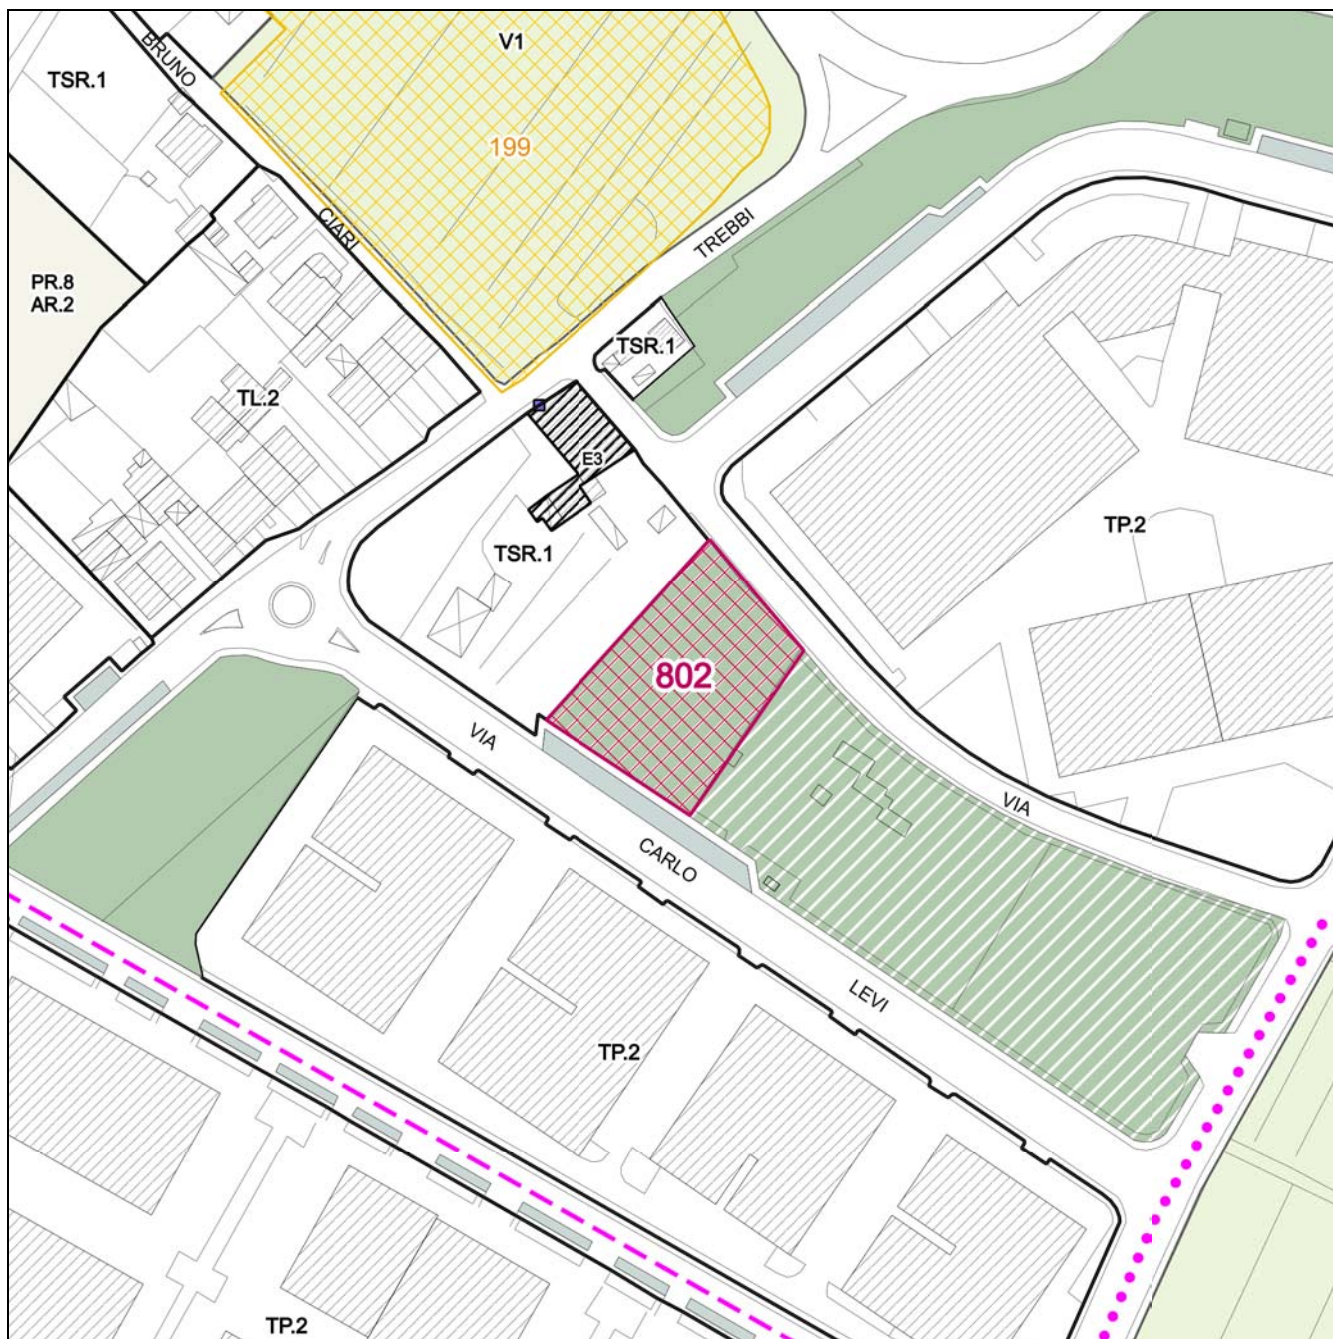 V1
BRUNO
TSR.1
199
CIARI
TREBBI
PR.8
AR.2
TSR.1
TL.2
E3
TP.2
TSR.1
802
VIA
VIA
CARLO
LEVI
TP.2
TP.2